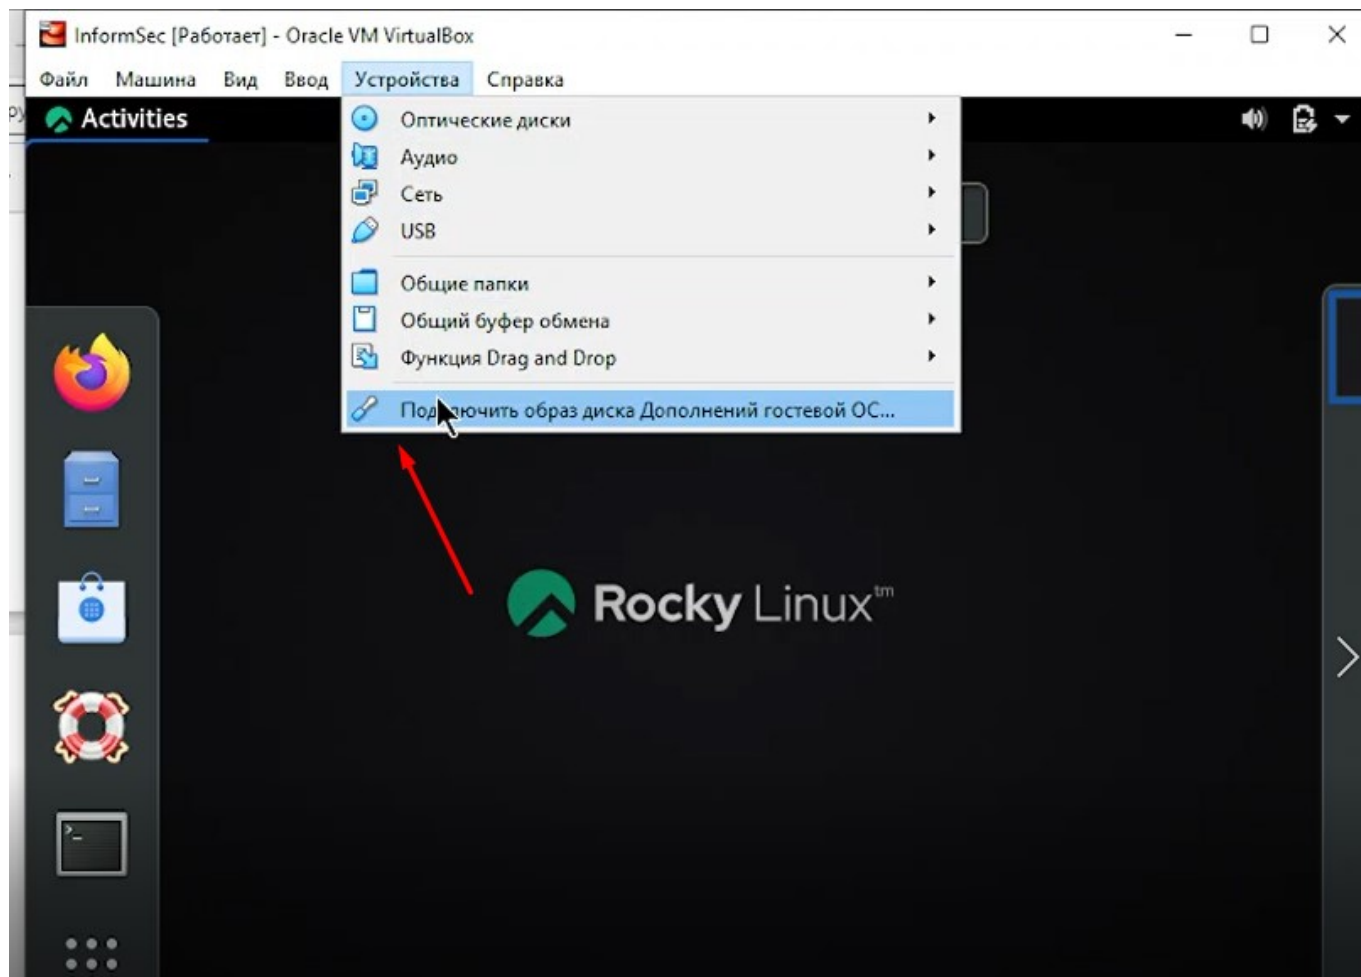 InformSec [Работает] - Oracle VM VirtualBox
Файл Машина Вид Ввод Устройства Справка
Activities
Оптические диски
Аудио
Сеть
USB
Общие папки
Общий буфер обмена
Функция Drag and Drop
Подключить образ диска Дополнений гостевой ОС...
Rocky Linux™